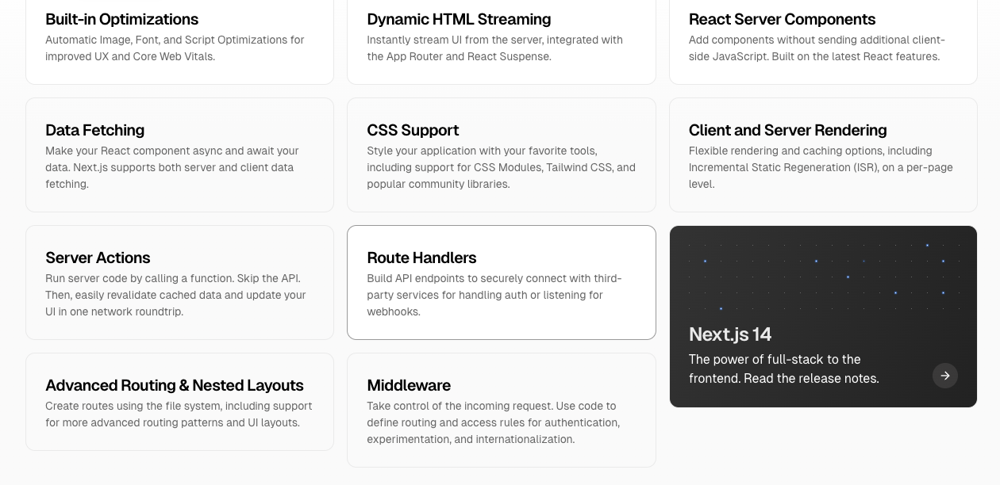 Built-in Optimizations
Automatic Image, Font, and Script Optimizations for
improved UX and Core Web Vitals.
Dynamic HTML Streaming
Instantly stream UI from the server, integrated with
the App Router and React Suspense.
React Server Components
Add components without sending additional client-
side JavaScript. Built on the latest React features.
Data Fetching
Make your React component async and await your
data. Next.js supports both server and client data
fetching.
CSS Support
Style your application with your favorite tools,
including support for CSS Modules, Tailwind CSS, and
popular community libraries.
Client and Server Rendering
Flexible rendering and caching options, including
Incremental Static Regeneration (ISR), on a per-page
level.
Server Actions
Run server code by calling a function. Skip the API.
Then, easily revalidate cached data and update your
UI in one network roundtrip.
Route Handlers
Build API endpoints to securely connect with third-
party services for handling auth or listening for
webhooks.
Next.js 14
The power of full-stack to the
frontend. Read the release notes.
Advanced Routing & Nested Layouts
Create routes using the file system, including support
for more advanced routing patterns and UI layouts.
Middleware
Take control of the incoming request. Use code to
define routing and access rules for authentication,
experimentation, and internationalization.